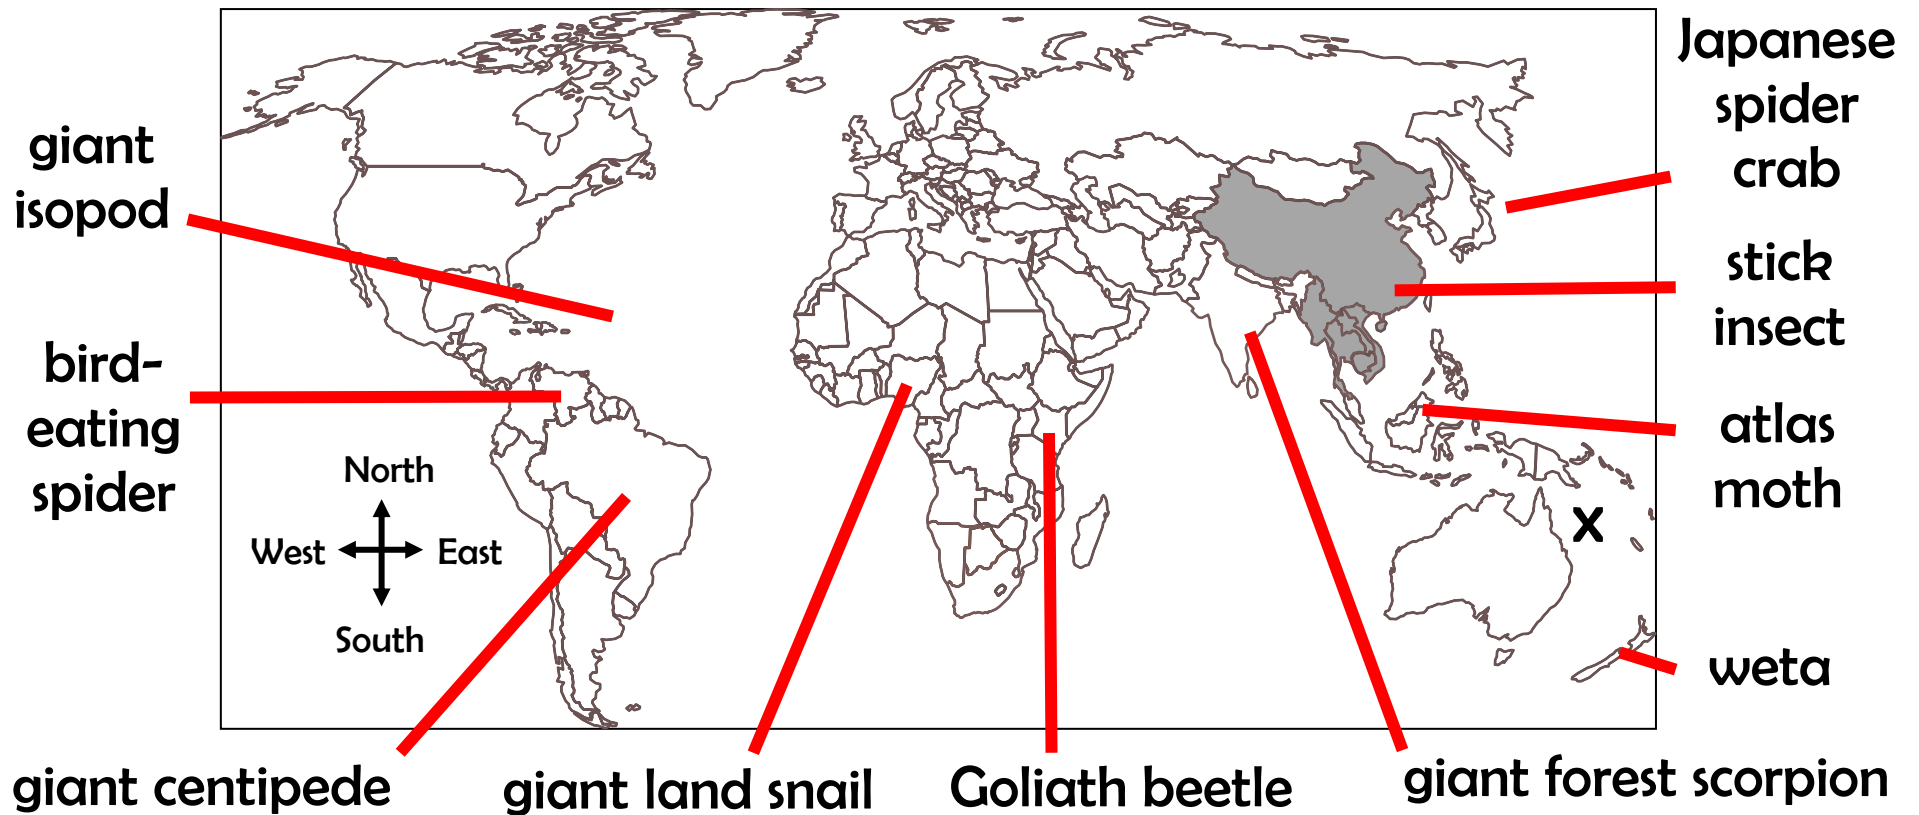 Japanese
spider
crab
giant
isopod
stick
insect
bird-
eating
spider
atlas
moth
North
West
East
South
X
weta
giant centipede
giant land snail
Goliath beetle
giant forest scorpion